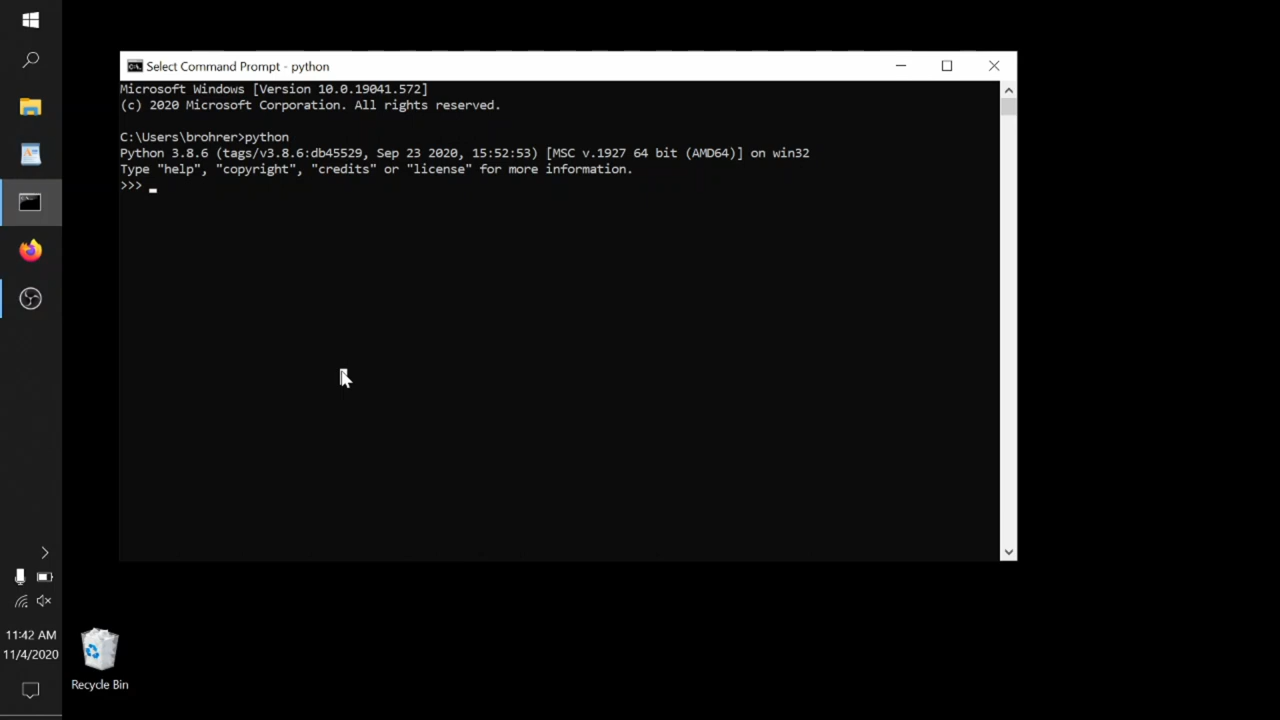 Select Command Prompt - python
Microsoft Windows [Version 10.0.19041.572]
(c) 2020 Microsoft Corporation. All rights reserved.
C:\Users\brohrer>python
Python 3.8.6 (tags/v3.8.6:db45529, Sep 23 2020, 15:52:53) [MSC v.1927 64 bit (AMD64)] on win32
Type "help", "copyright", "credits" or "license" for more information.
>>>
11:42 AM
11/4/2020
Recycle Bin